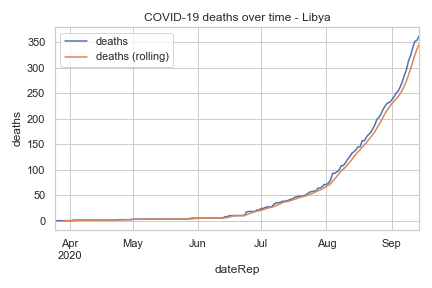 COVID-19 deaths over time - Libya
deaths
deaths (rolling)
350
300
250
200
150
100
50
0
deaths
Apr May Jun Jul Aug Sep
2020
dateRep